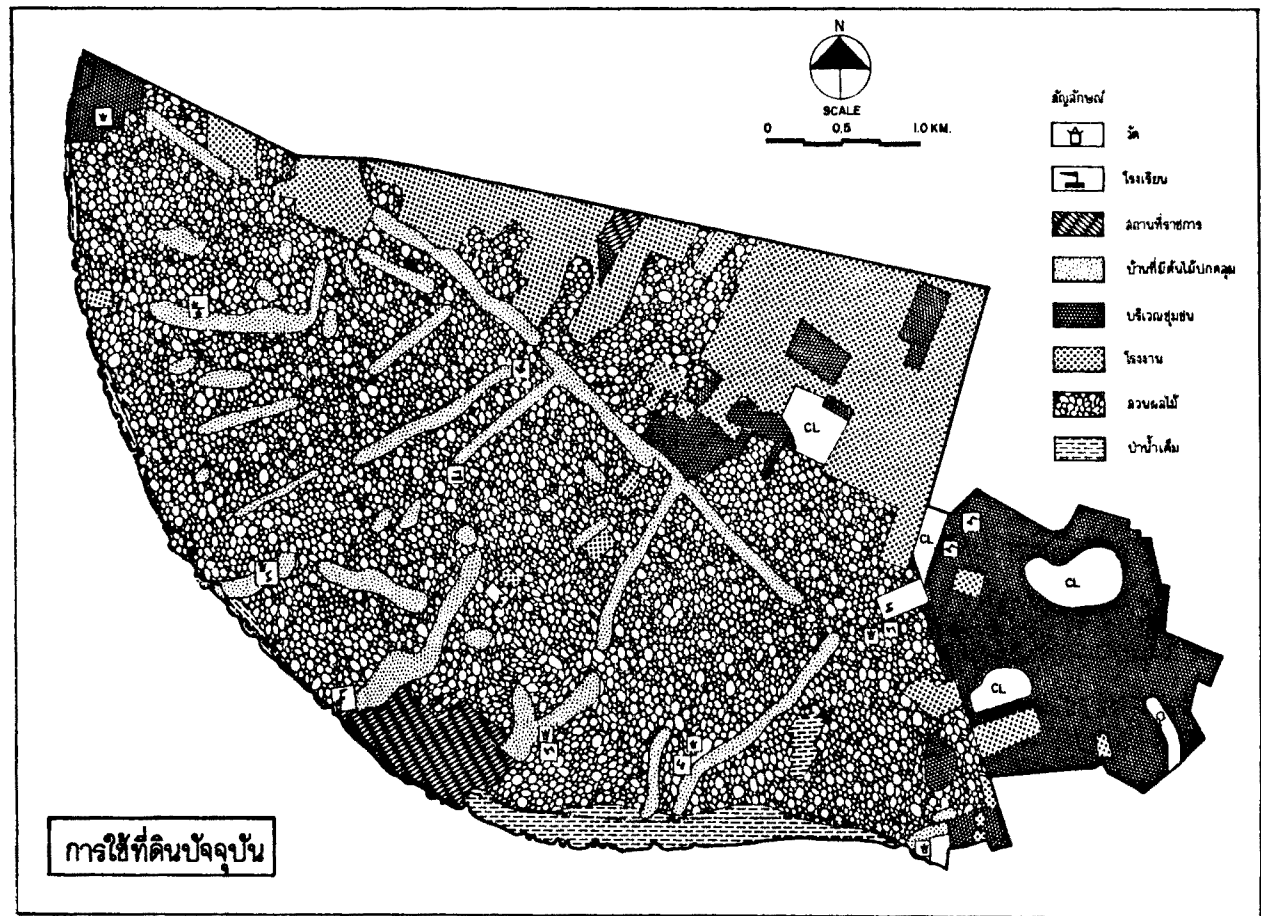 N
SCALE
0 0.5 1.0 KM.
สัญลักษณ์
วัด
โรงเรียน
สถานที่ราชการ
บ้านที่มีต้นไม้ปกคลุม
บริเวณชุมชน
โรงงาน
สวนผลไม้
ป่าน้ำเค็ม
CL
CL
CL
CL
การใช้ที่ดินปัจจุบัน